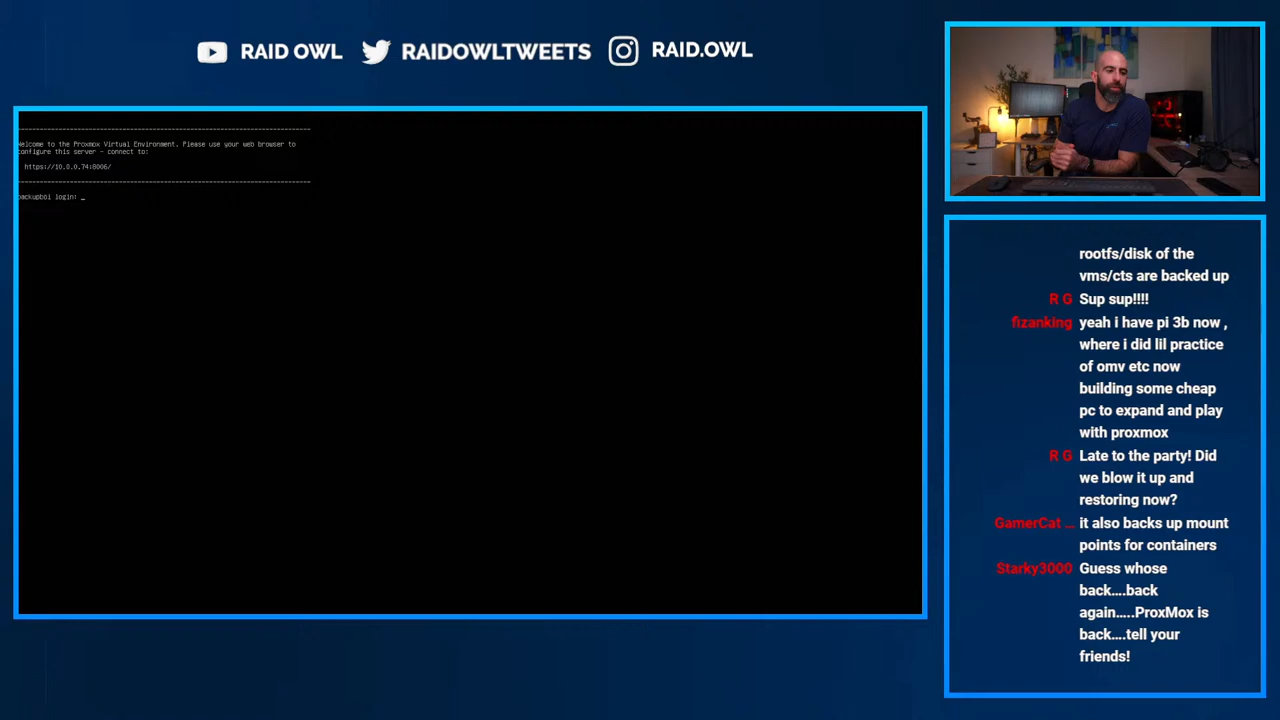 RAID OWL
RAIDOWLTWEETS
RAID.OWL
Welcome to the Proxmox Virtual Environment. Please use your web browser to
configure this server - connect to:
https://10.0.0.74:8006/
backupboi login: _
rootfs/disk of the
vms/cts are backed up
R G Sup sup!!!!
fizanking yeah i have pi 3b now ,
where i did lil practice
of omv etc now
building some cheap
pc to expand and play
with proxmox
R G Late to the party! Did
we blow it up and
restoring now?
GamerCat … it also backs up mount
points for containers
Starky3000 Guess whose
back....back
again.....ProxMox is
back....tell your
friends!